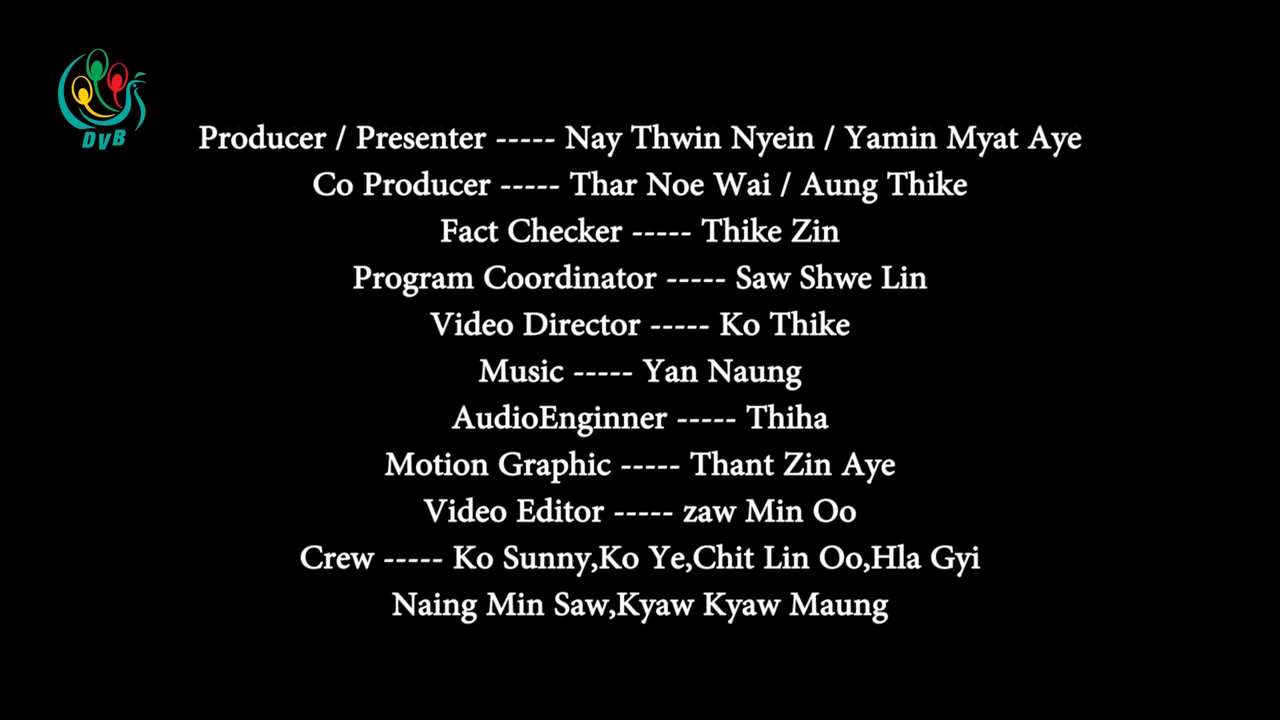 DVB
Producer / Presenter ----- Nay Thwin Nyein / Yamin Myat Aye
Co Producer ----- Thar Noe Wai / Aung Thike
Fact Checker ----- Thike Zin
Program Coordinator ----- Saw Shwe Lin
Video Director ----- Ko Thike
Music ----- Yan Naung
AudioEnginner ----- Thiha
Motion Graphic ----- Thant Zin Aye
Video Editor ----- zaw Min Oo
Crew ----- Ko Sunny,Ko Ye,Chit Lin Oo,Hla Gyi
Naing Min Saw,Kyaw Kyaw Maung